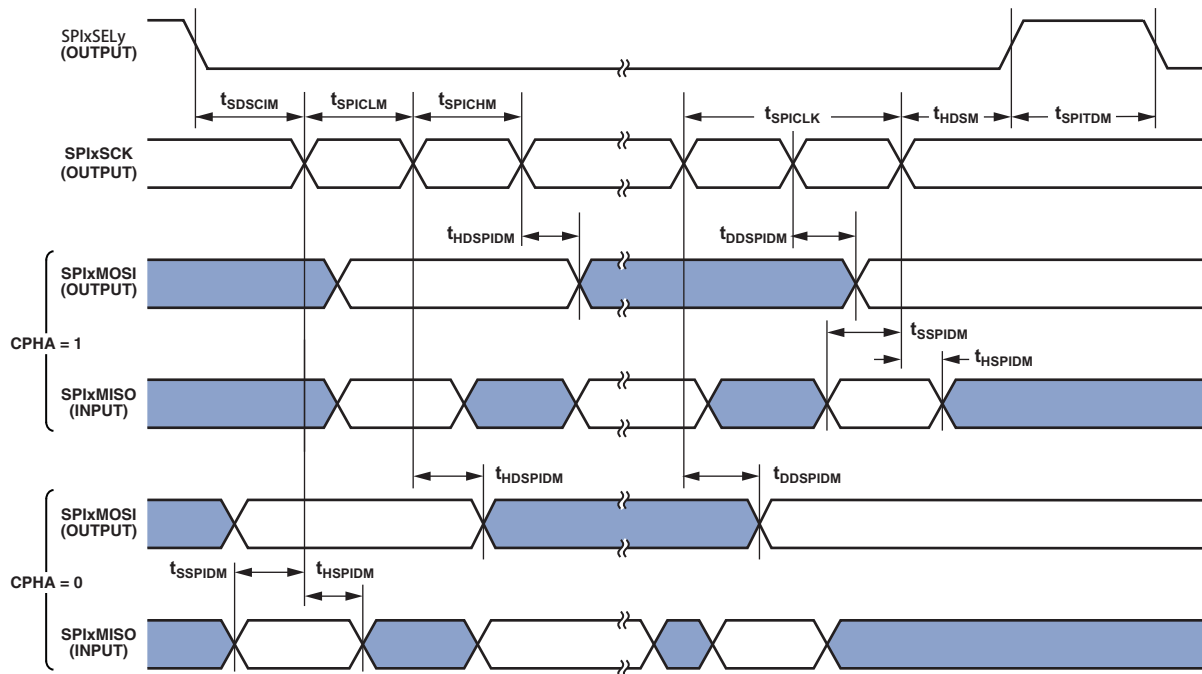 SPIxSELy
(OUTPUT)
tSDSCIM
tSPICLM
tSPICHM
tSPICLK
tHDSM
tSPITDM
SPIxSCK
(OUTPUT)
tHDSPIDM
tDDSPIDM
SPIxMOSI
(OUTPUT)
tSSPIDM
CPHA = 1
tHSPIDM
SPIxMISO
(INPUT)
tHDSPIDM
tDDSPIDM
SPIxMOSI
(OUTPUT)
tSSPIDM
tHSPIDM
CPHA = 0
SPIxMISO
(INPUT)